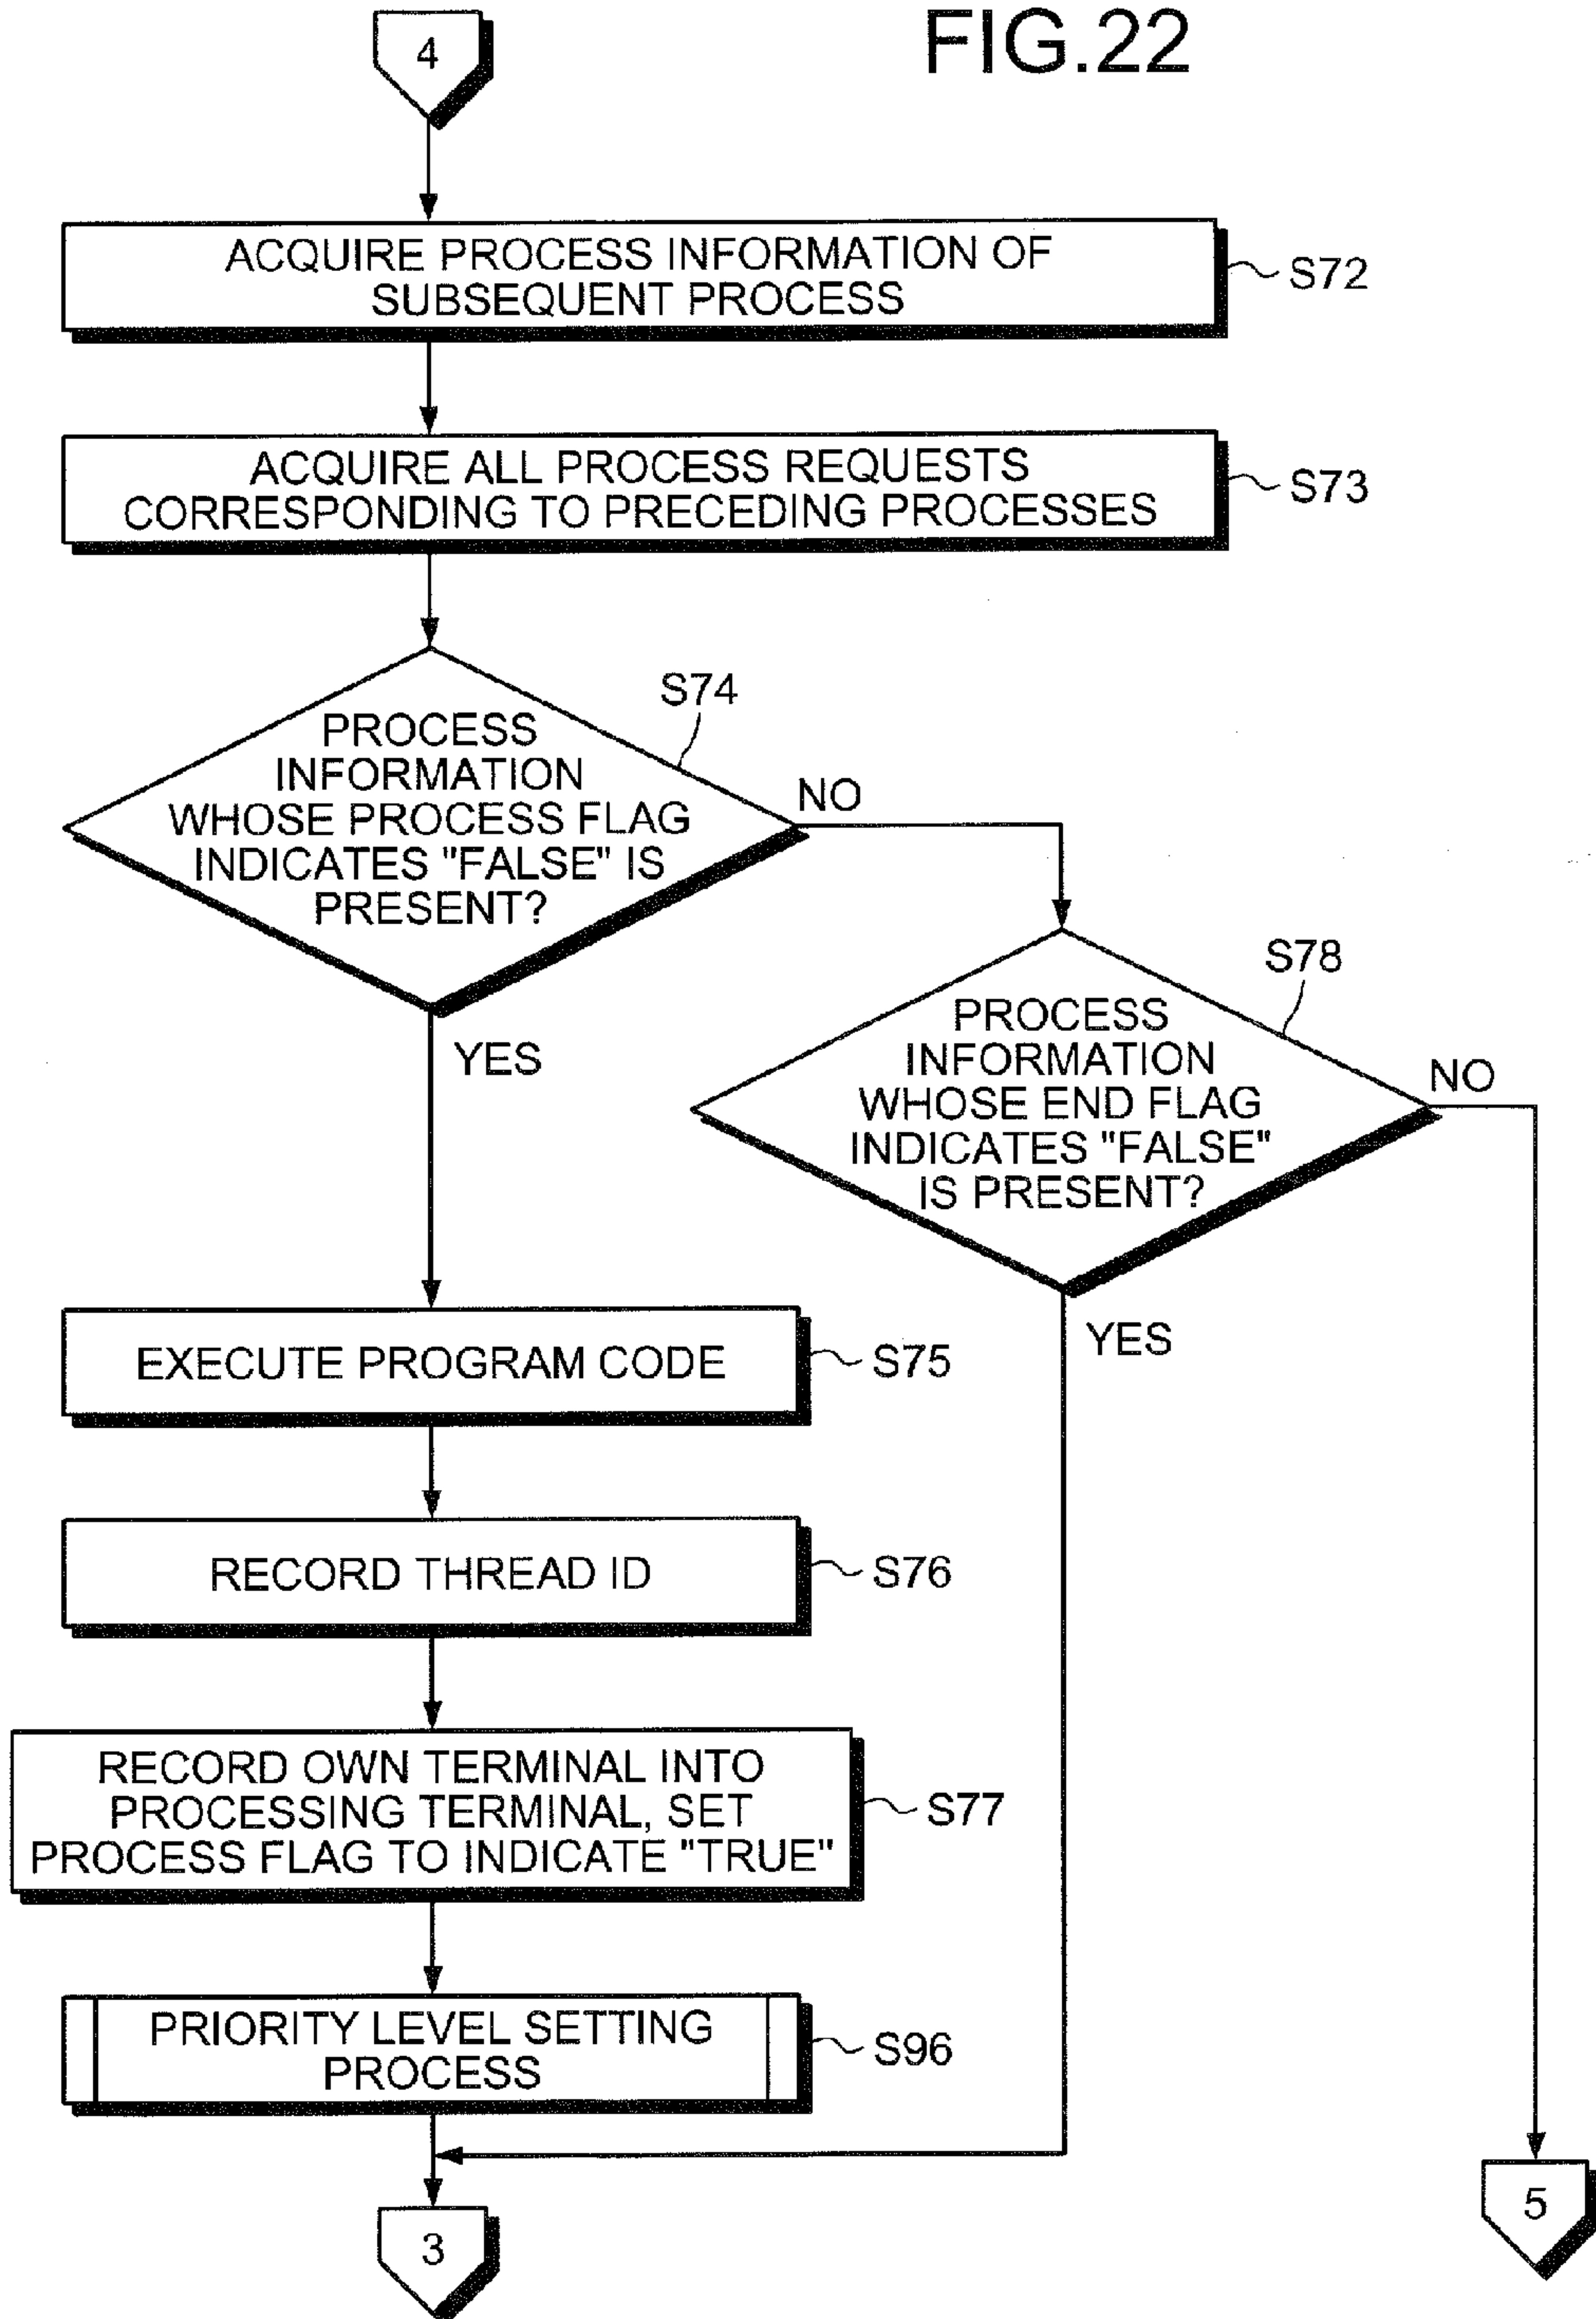 FIG.22
4
ACQUIRE PROCESS INFORMATION OF
SUBSEQUENT PROCESS
S72
ACQUIRE ALL PROCESS REQUESTS
CORRESPONDING TO PRECEDING PROCESSES
S73
S74
PROCESS
INFORMATION
WHOSE PROCESS FLAG
INDICATES "FALSE" IS
PRESENT?
NO
YES
S78
PROCESS
INFORMATION
WHOSE END FLAG
INDICATES "FALSE"
IS PRESENT?
NO
YES
EXECUTE PROGRAM CODE
S75
RECORD THREAD ID
S76
RECORD OWN TERMINAL INTO
PROCESSING TERMINAL, SET
PROCESS FLAG TO INDICATE "TRUE"
S77
PRIORITY LEVEL SETTING
PROCESS
S96
3
5